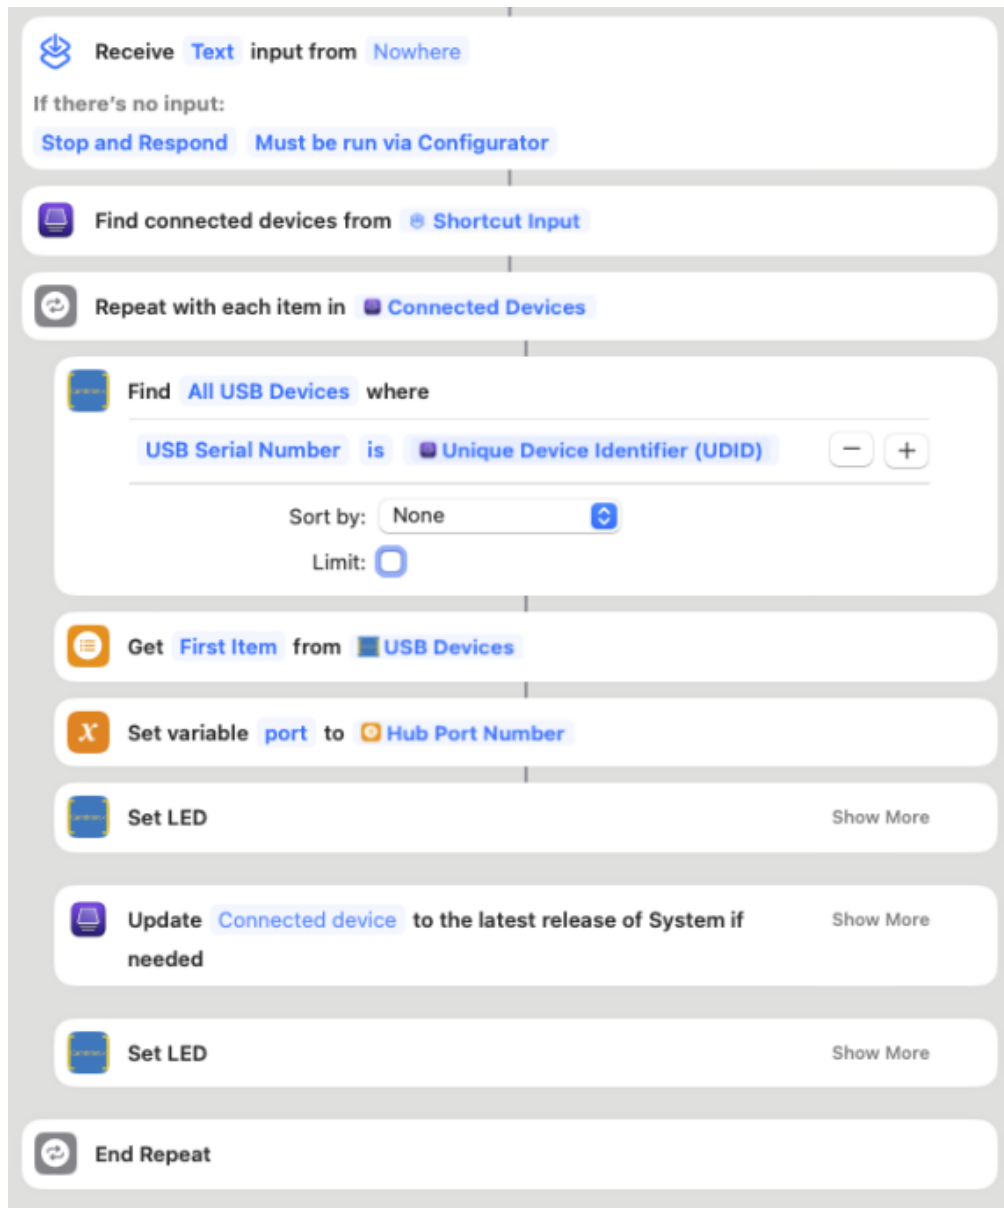 Receive Text input from Nowhere
If there's no input:
Stop and Respond Must be run via Configurator
Find connected devices from Shortcut Input
Repeat with each item in Connected Devices
Find All USB Devices where
USB Serial Number is Unique Device Identifier (UDID)
Sort by: None
Limit:
Get First Item from USB Devices
Set variable port to Hub Port Number
Set LED Show More
Update Connected device to the latest release of System if Show More
needed
Set LED Show More
End Repeat